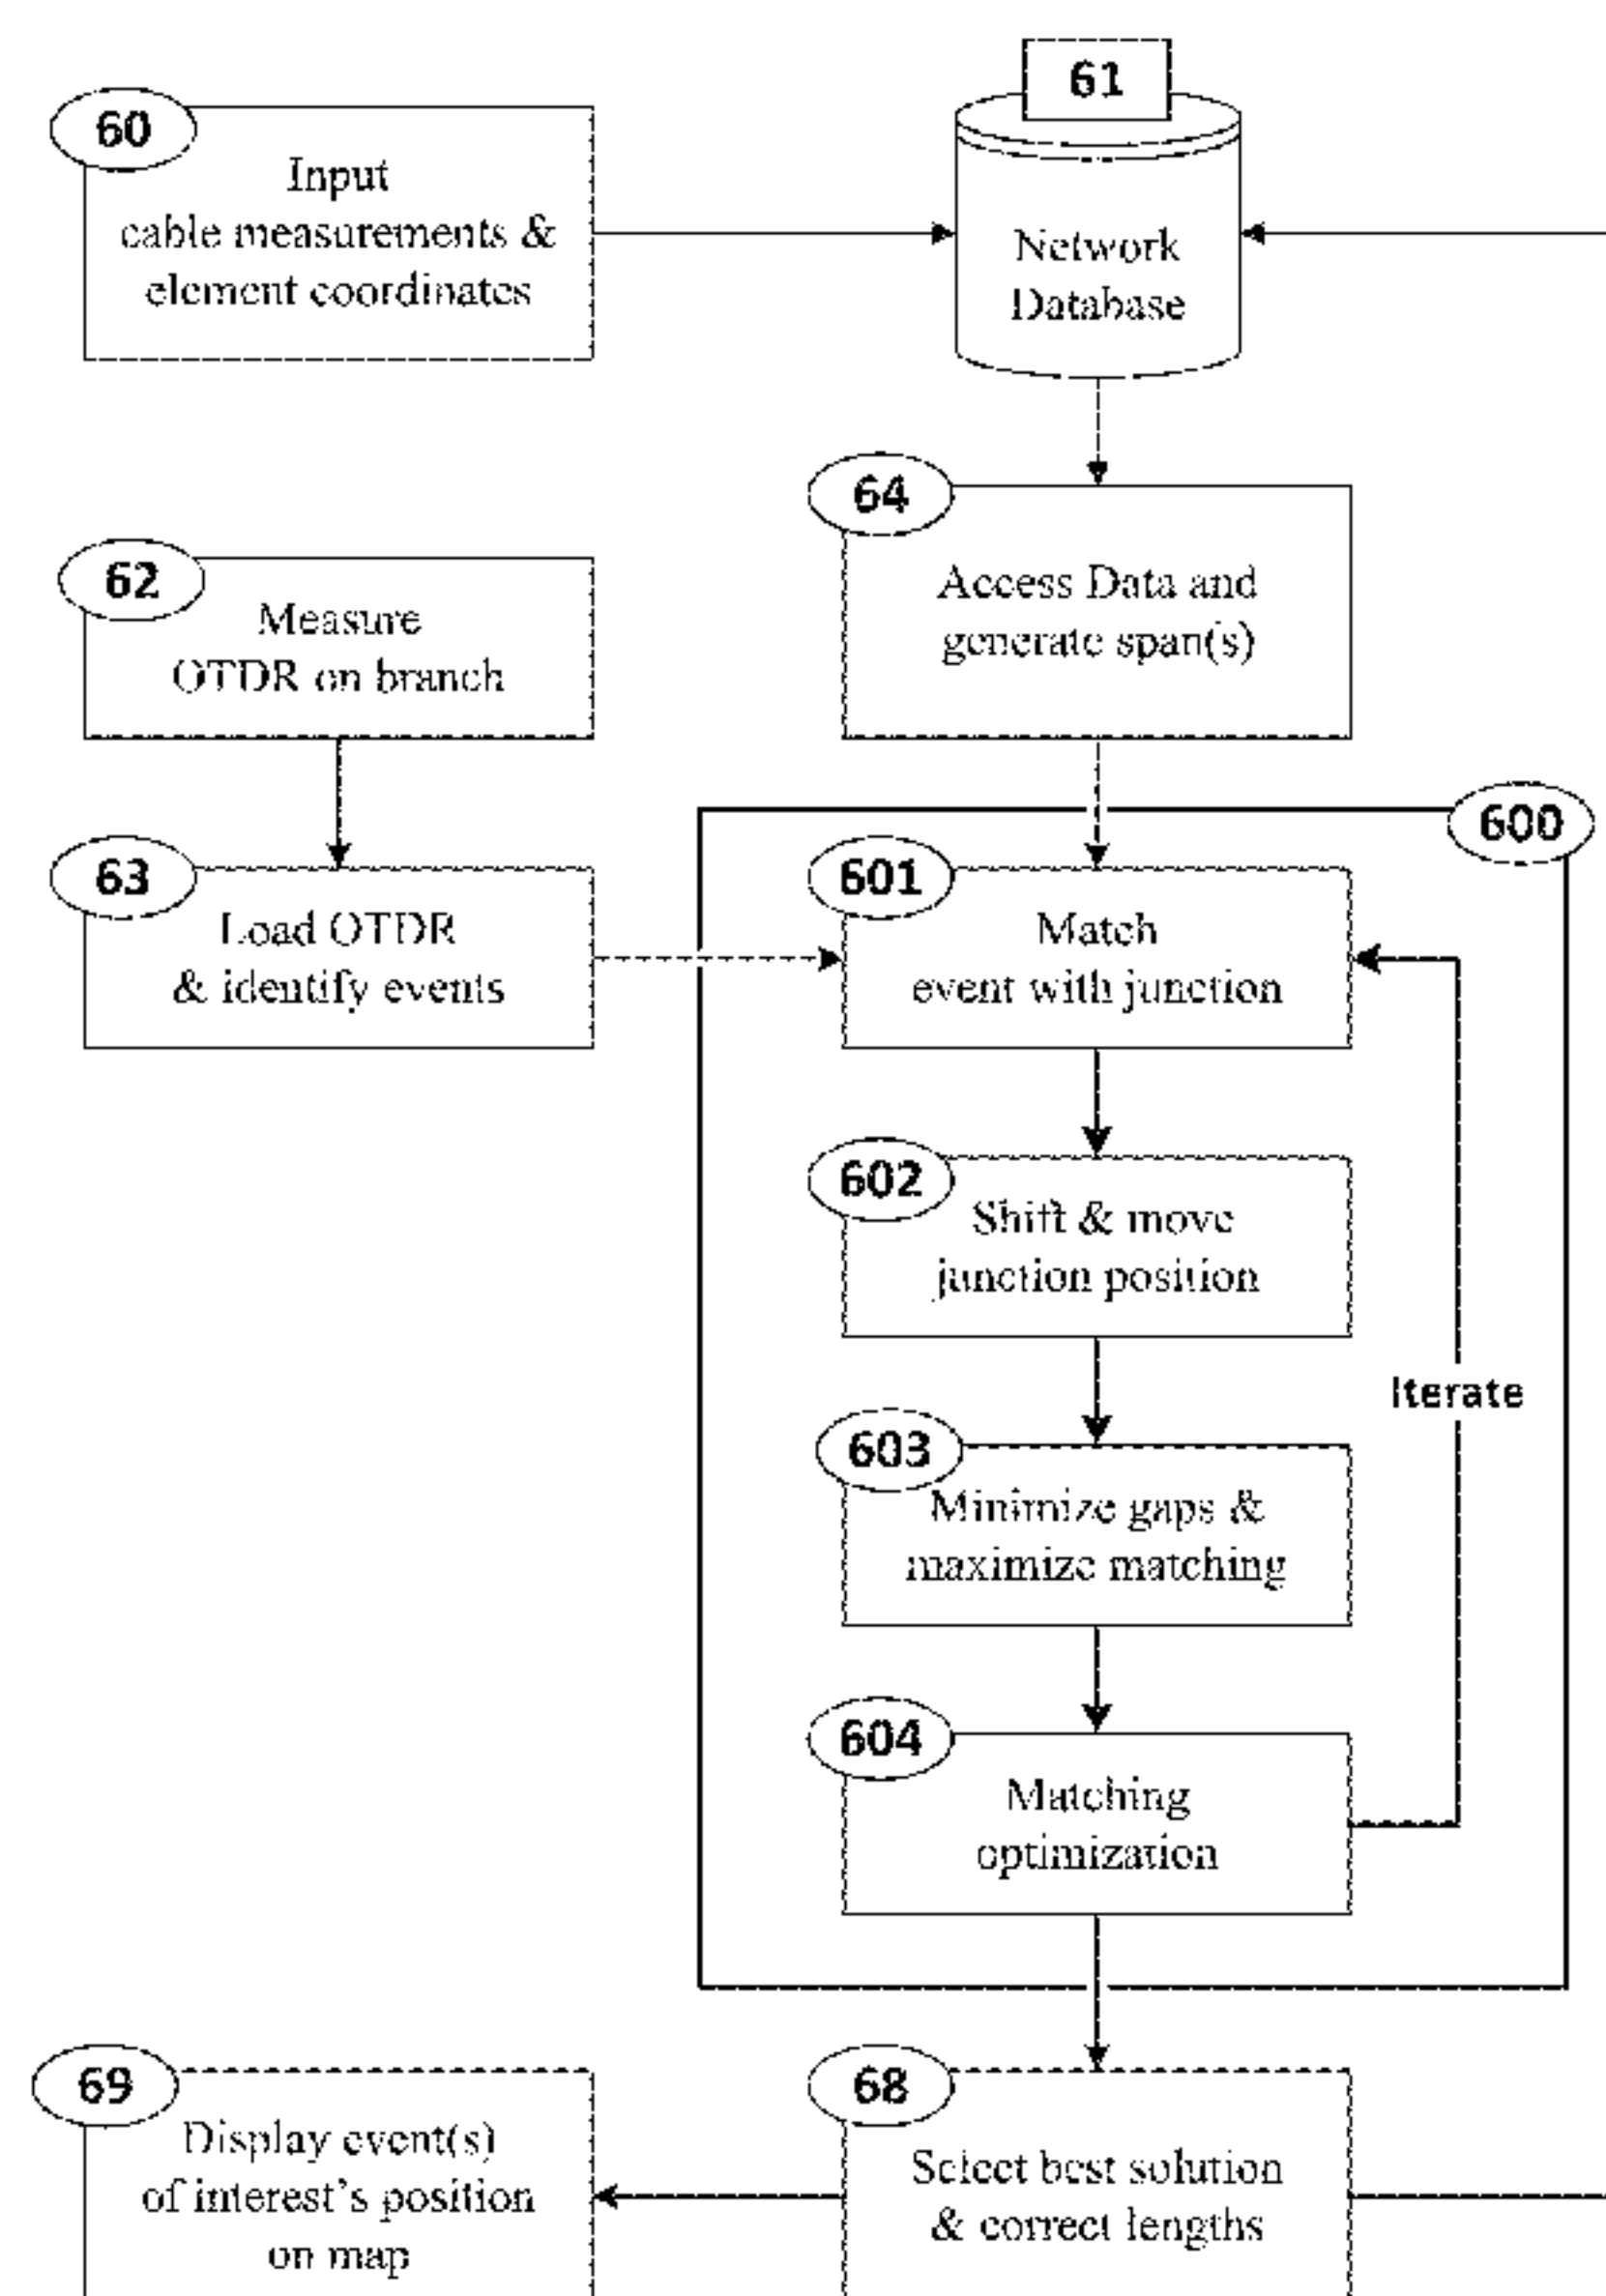 61
60
Input
cable measurements &
element coordinates
Network
Database
64
Access Data and
generate span(s)
62
Measure
OTDR on branch
600
63
Load OTDR
& identify events
601
Match
event with junction
602
Shift & move
junction position
Iterate
603
Minimize gaps &
maximize matching
604
Matching
optimization
69
Display event(s)
of interest's position
on map
68
Select best solution
& correct lengths